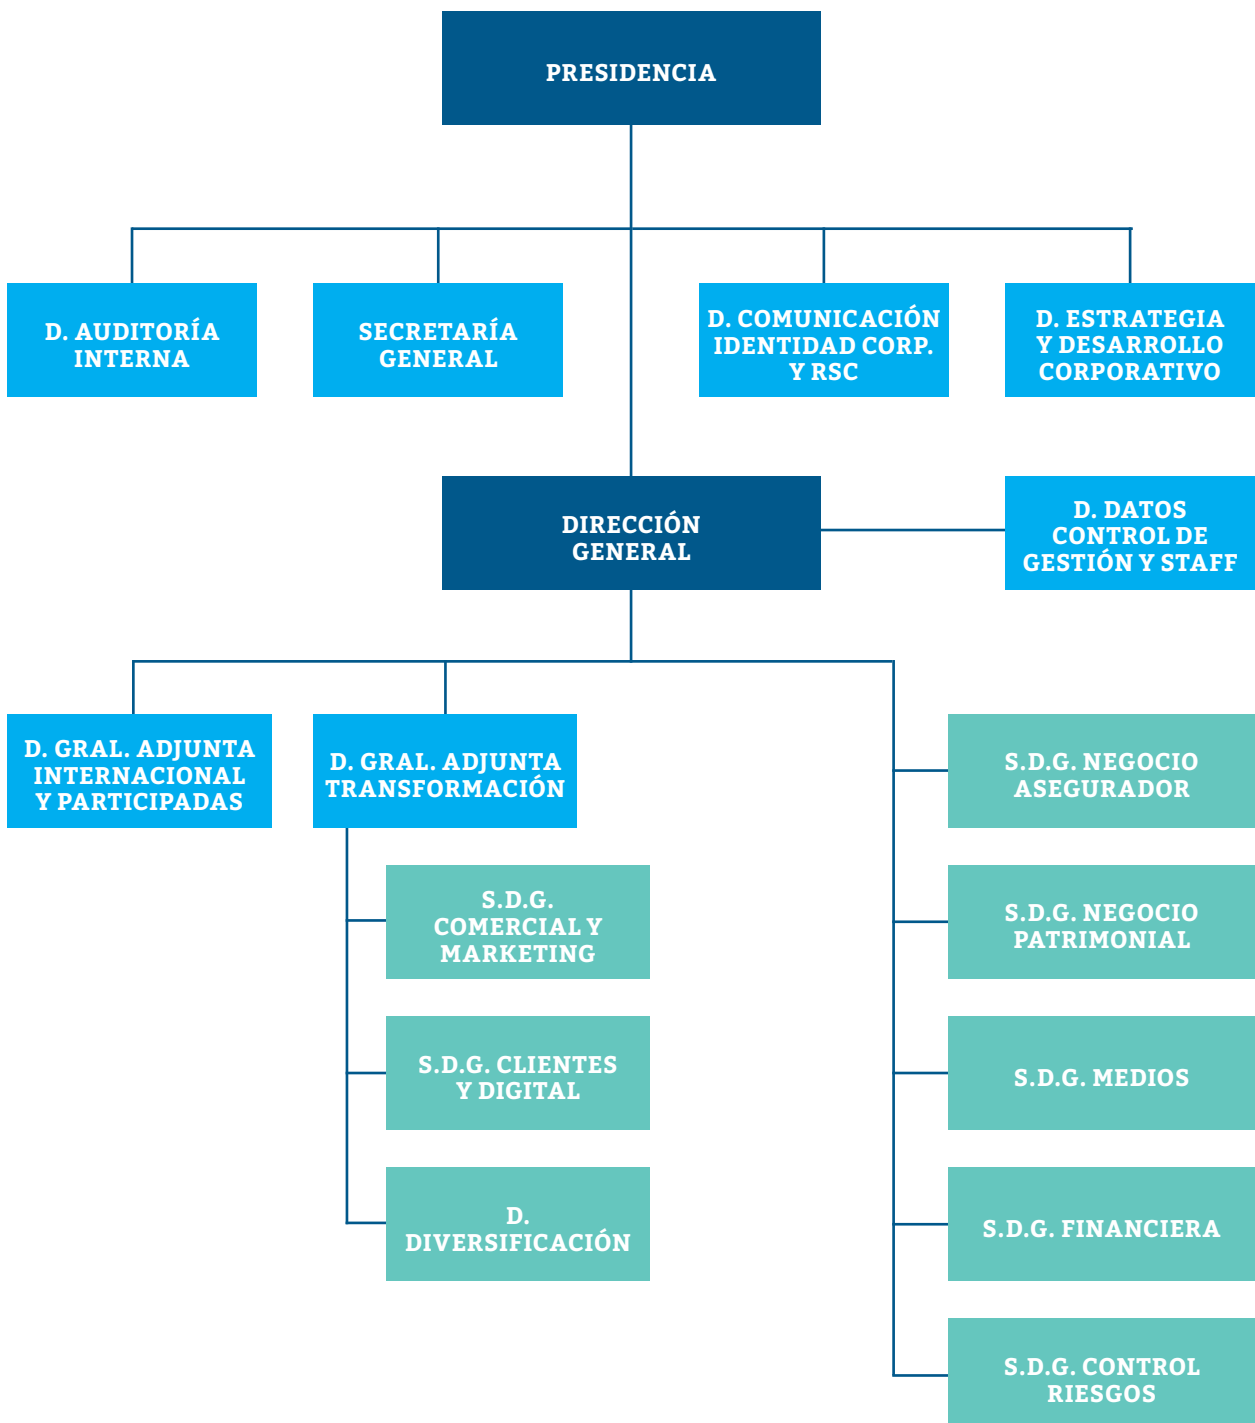 PRESIDENCIA
D. AUDITORÍA
INTERNA
SECRETARÍA
GENERAL
D. COMUNICACIÓN
IDENTIDAD CORP.
Y RSC
D. ESTRATEGIA
Y DESARROLLO
CORPORATIVO
DIRECCIÓN
GENERAL
D. DATOS
CONTROL DE
GESTIÓN Y STAFF
D. GRAL. ADJUNTA
INTERNACIONAL
Y PARTICIPADAS
D. GRAL. ADJUNTA
TRANSFORMACIÓN
S.D.G.
COMERCIAL Y
MARKETING
S.D.G. CLIENTES
Y DIGITAL
D.
DIVERSIFICACIÓN
S.D.G. NEGOCIO
ASEGURADOR
S.D.G. NEGOCIO
PATRIMONIAL
S.D.G. MEDIOS
S.D.G. FINANCIERA
S.D.G. CONTROL
RIESGOS